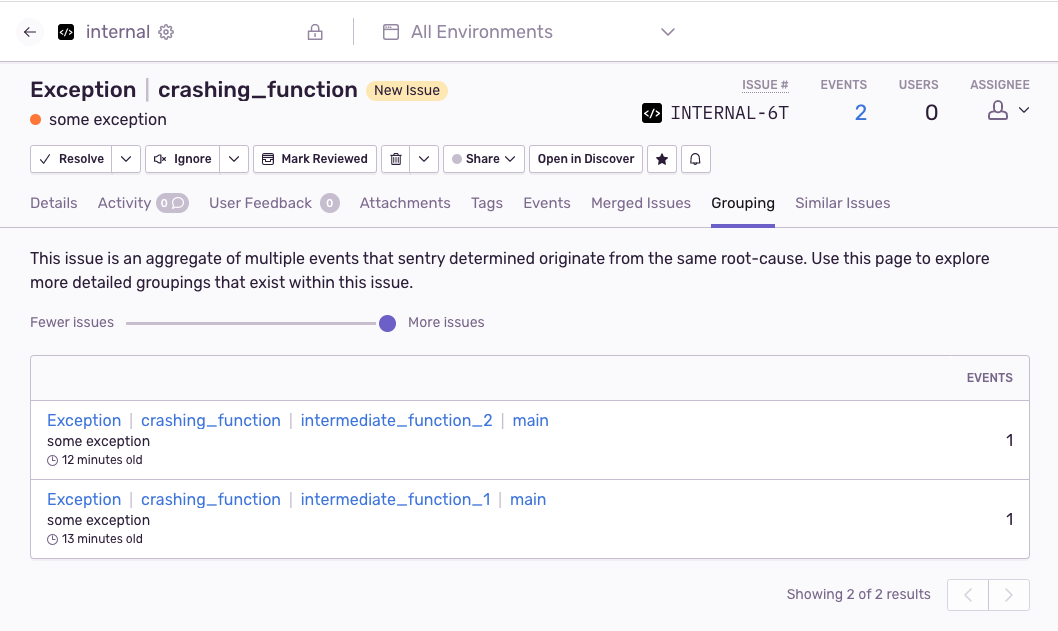 internal All Environments
Exception | crashing_function New Issue
some exception
ISSUE # EVENTS USERS ASSIGNEE
INTERNAL-6T 2 0
Resolve Ignore Mark Reviewed Share Open in Discover
Details Activity 0 User Feedback 0 Attachments Tags Events Merged Issues Grouping Similar Issues
This issue is an aggregate of multiple events that sentry determined originate from the same root-cause. Use this page to explore
more detailed groupings that exist within this issue.
Fewer issues More issues
EVENTS
Exception | crashing_function | intermediate_function_2 | main
some exception
12 minutes old
1
Exception | crashing_function | intermediate_function_1 | main
some exception
13 minutes old
1
Showing 2 of 2 results